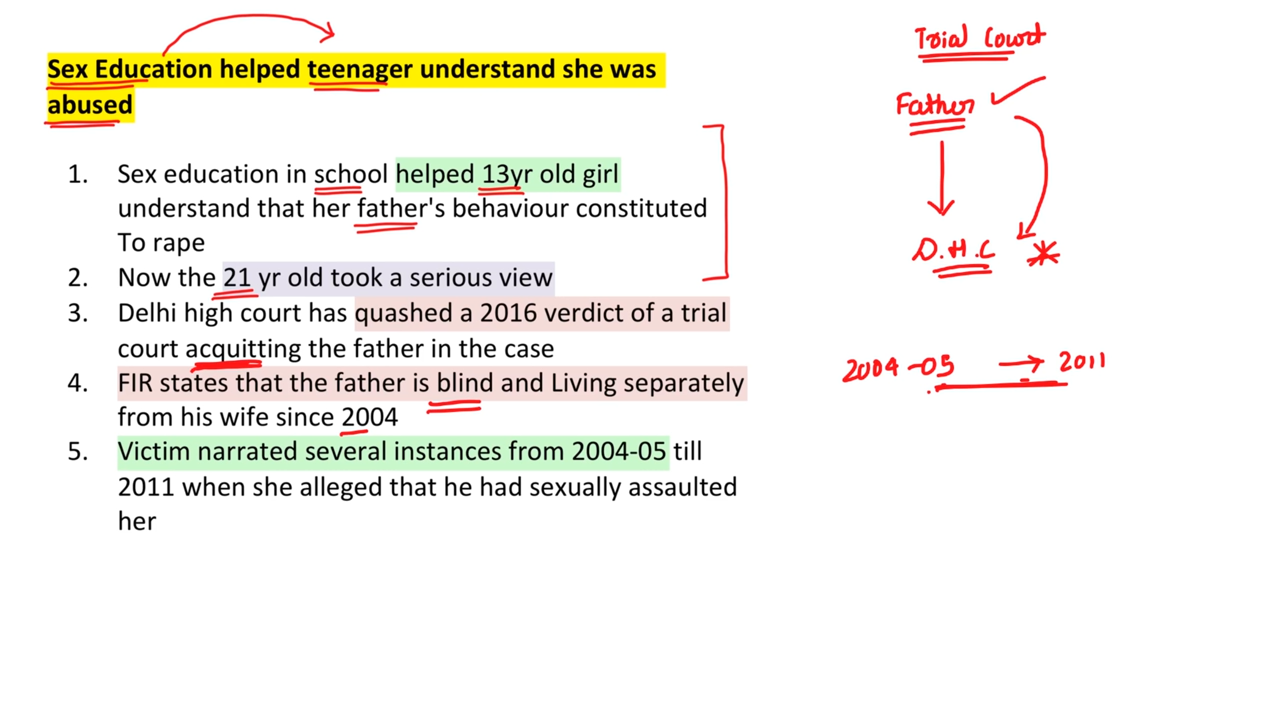 Sex Education helped teenager understand she was
abused
1. Sex education in school helped 13yr old girl
understand that her father's behaviour constituted
To rape
2. Now the 21 yr old took a serious view
3. Delhi high court has quashed a 2016 verdict of a trial
court acquitting the father in the case
4. FIR states that the father is blind and Living separately
from his wife since 2004
5. Victim narrated several instances from 2004-05 till
2011 when she alleged that he had sexually assaulted
her
Trial Court
Father
D.H.C
2004-05 → 2011